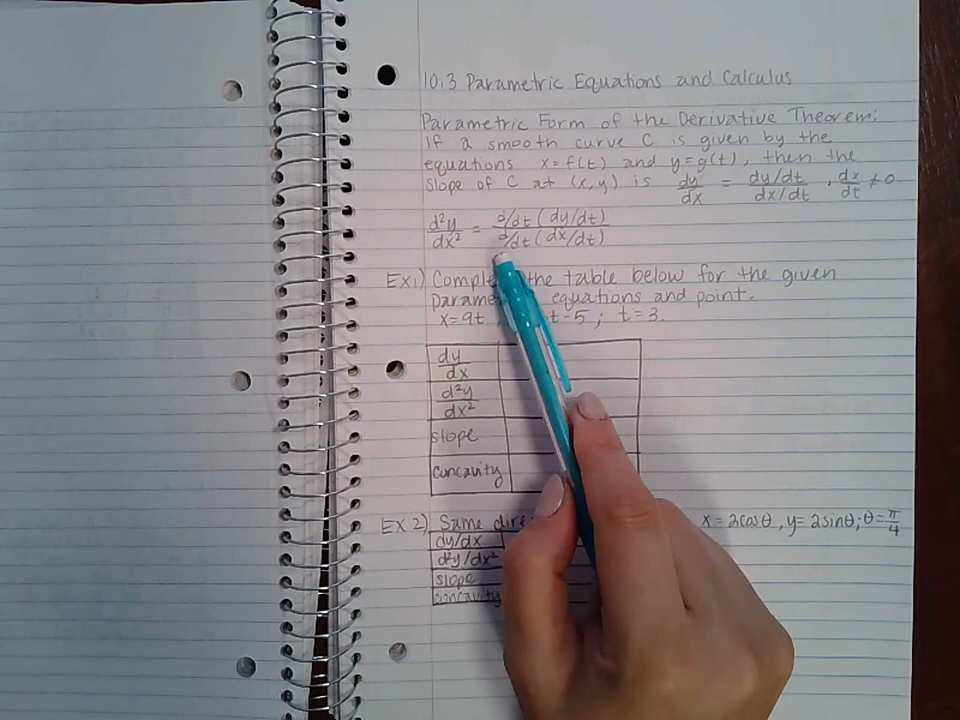 10.3 Parametric Equations and Calculus
Parametric Form of the Derivative Theorem:
If a smooth curve C is given by the
equations x=f(t) and y=g(t), then the
slope of C at (x,y) is dy/dx = dy/dt / dx/dt , dx/dt ≠0
d²y/dx² = d/dt(dy/dt) / d/dt(dx/dt)
Ex1) the table below for the given
equations and point.
x=9t t-5; t=3.
dy/dx
d²y/dx²
slope
concavity
Ex 2) Same x=2cosθ, y=2sinθ; θ=π/4
dy/dx
d²y/dx²
slope
concavity